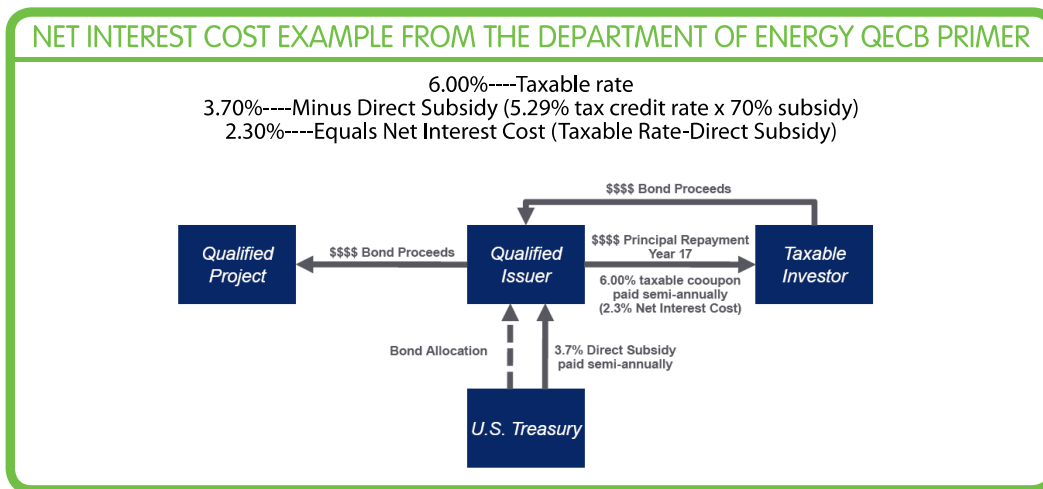 NET INTEREST COST EXAMPLE FROM THE DEPARTMENT OF ENERGY QECB PRIMER
6.00%----Taxable rate
3.70%----Minus Direct Subsidy (5.29% tax credit rate x 70% subsidy)
2.30%----Equals Net Interest Cost (Taxable Rate-Direct Subsidy)
$$$$ Bond Proceeds
Qualified
Project
$$$$ Bond Proceeds
Qualified
Issuer
$$$$ Principal Repayment
Year 17
6.00% taxable cooupon
paid semi-annually
(2.3% Net Interest Cost)
Taxable
Investor
Bond Allocation
3.7% Direct Subsidy
paid semi-annually
U.S. Treasury